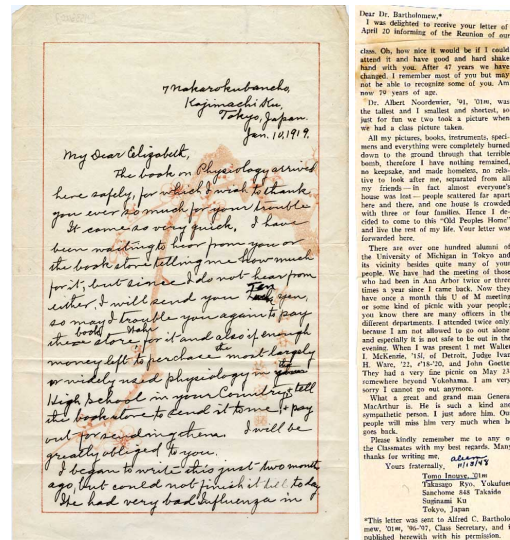 7 Nakarokubancho,
Kojimachi Ku,
Tokyo, Japan.
Jan. 10, 1919.
My Dear Elizabeth,
The book on Physiology arrived
here safely, for which I wish to thank
you ever so much for your trouble
It come so very quick, I have
been waiting to hear from you or
the book store telling me how much
for it, but since I do not hear from
either, I will send you Ten yen,
so may I trouble you again to pay
the book store for it and also if enough
money left to perchase most largely
or widely used physiology in the
High School in your Country & tell
the book store to send it to me & pay
out for sending them. I will be
greatly obliged to you.
I began to write this just two month
ago, but could not finish it till to day
We had very bad Influenza in
Dear Dr. Bartholomew,*
I was delighted to receive your letter of
April 20 informing of the Reunion of our
class. Oh, how nice it would be if I could
attend it and have good and hard shake
hand with you. After 47 years we have
changed. I remember most of you but may
not be able to recognize some of you. Am
now 79 years of age.
Dr. Albert Noordewier, '91, '01m, was
the tallest and I smallest and shortest, so
just for fun we two took a picture when
we had a class picture taken.
All my pictures, books, instruments, speci-
mens and everything were completely burned
down to the ground through that terrible
bomb, therefore I have nothing remained,
no keepsake, and made homeless, no rela-
tive to look after me, separated from all
my friends — in fact almost everyone's
house was lost — people scattered far apart
here and there, and one house is crowded
with three or four families. Hence I de-
cided to come to this "Old Peoples Home"
and live the rest of my life. Your letter was
forwarded here.
There are over one hundred alumni of
the University of Michigan in Tokyo and
its vicinity besides quite many of your
people. We have had the meeting of those
who had been in Ann Arbor twice or three
times a year since I came back. Now they
have once a month this U of M meeting
or some kind of picnic with your people;
you know there are many officers in the
different departments. I attended twice only
because I am not allowed to go out alone
and especially it is not safe to be out in the
evening. When I was present I met Walter
I. McKenzie, '15l, of Detroit, Judge Ivar
H. Ware, '22, e'18-'20, and John Goette.
They had a very fine picnic on May 23
somewhere beyond Yokohama. I am very
sorry I cannot go out anymore.
What a great and grand man General
MacArthur is. He is such a kind and
sympathetic person. I just adore him. Our
people will miss him very much when he
goes back.
Please kindly remember me to any of
the Classmates with my best regards. Many
thanks for writing me,
Yours fraternally,
11/13/48
Tomo Inouye, '01m
Takasago Ryo, Yokufuen
Sanchome 848 Takaido
Suginami Ku
Tokyo, Japan
*This letter was sent to Alfred C. Bartholo
mew, '01m, '96-'97, Class Secretary, and i
published herewith with his permission.